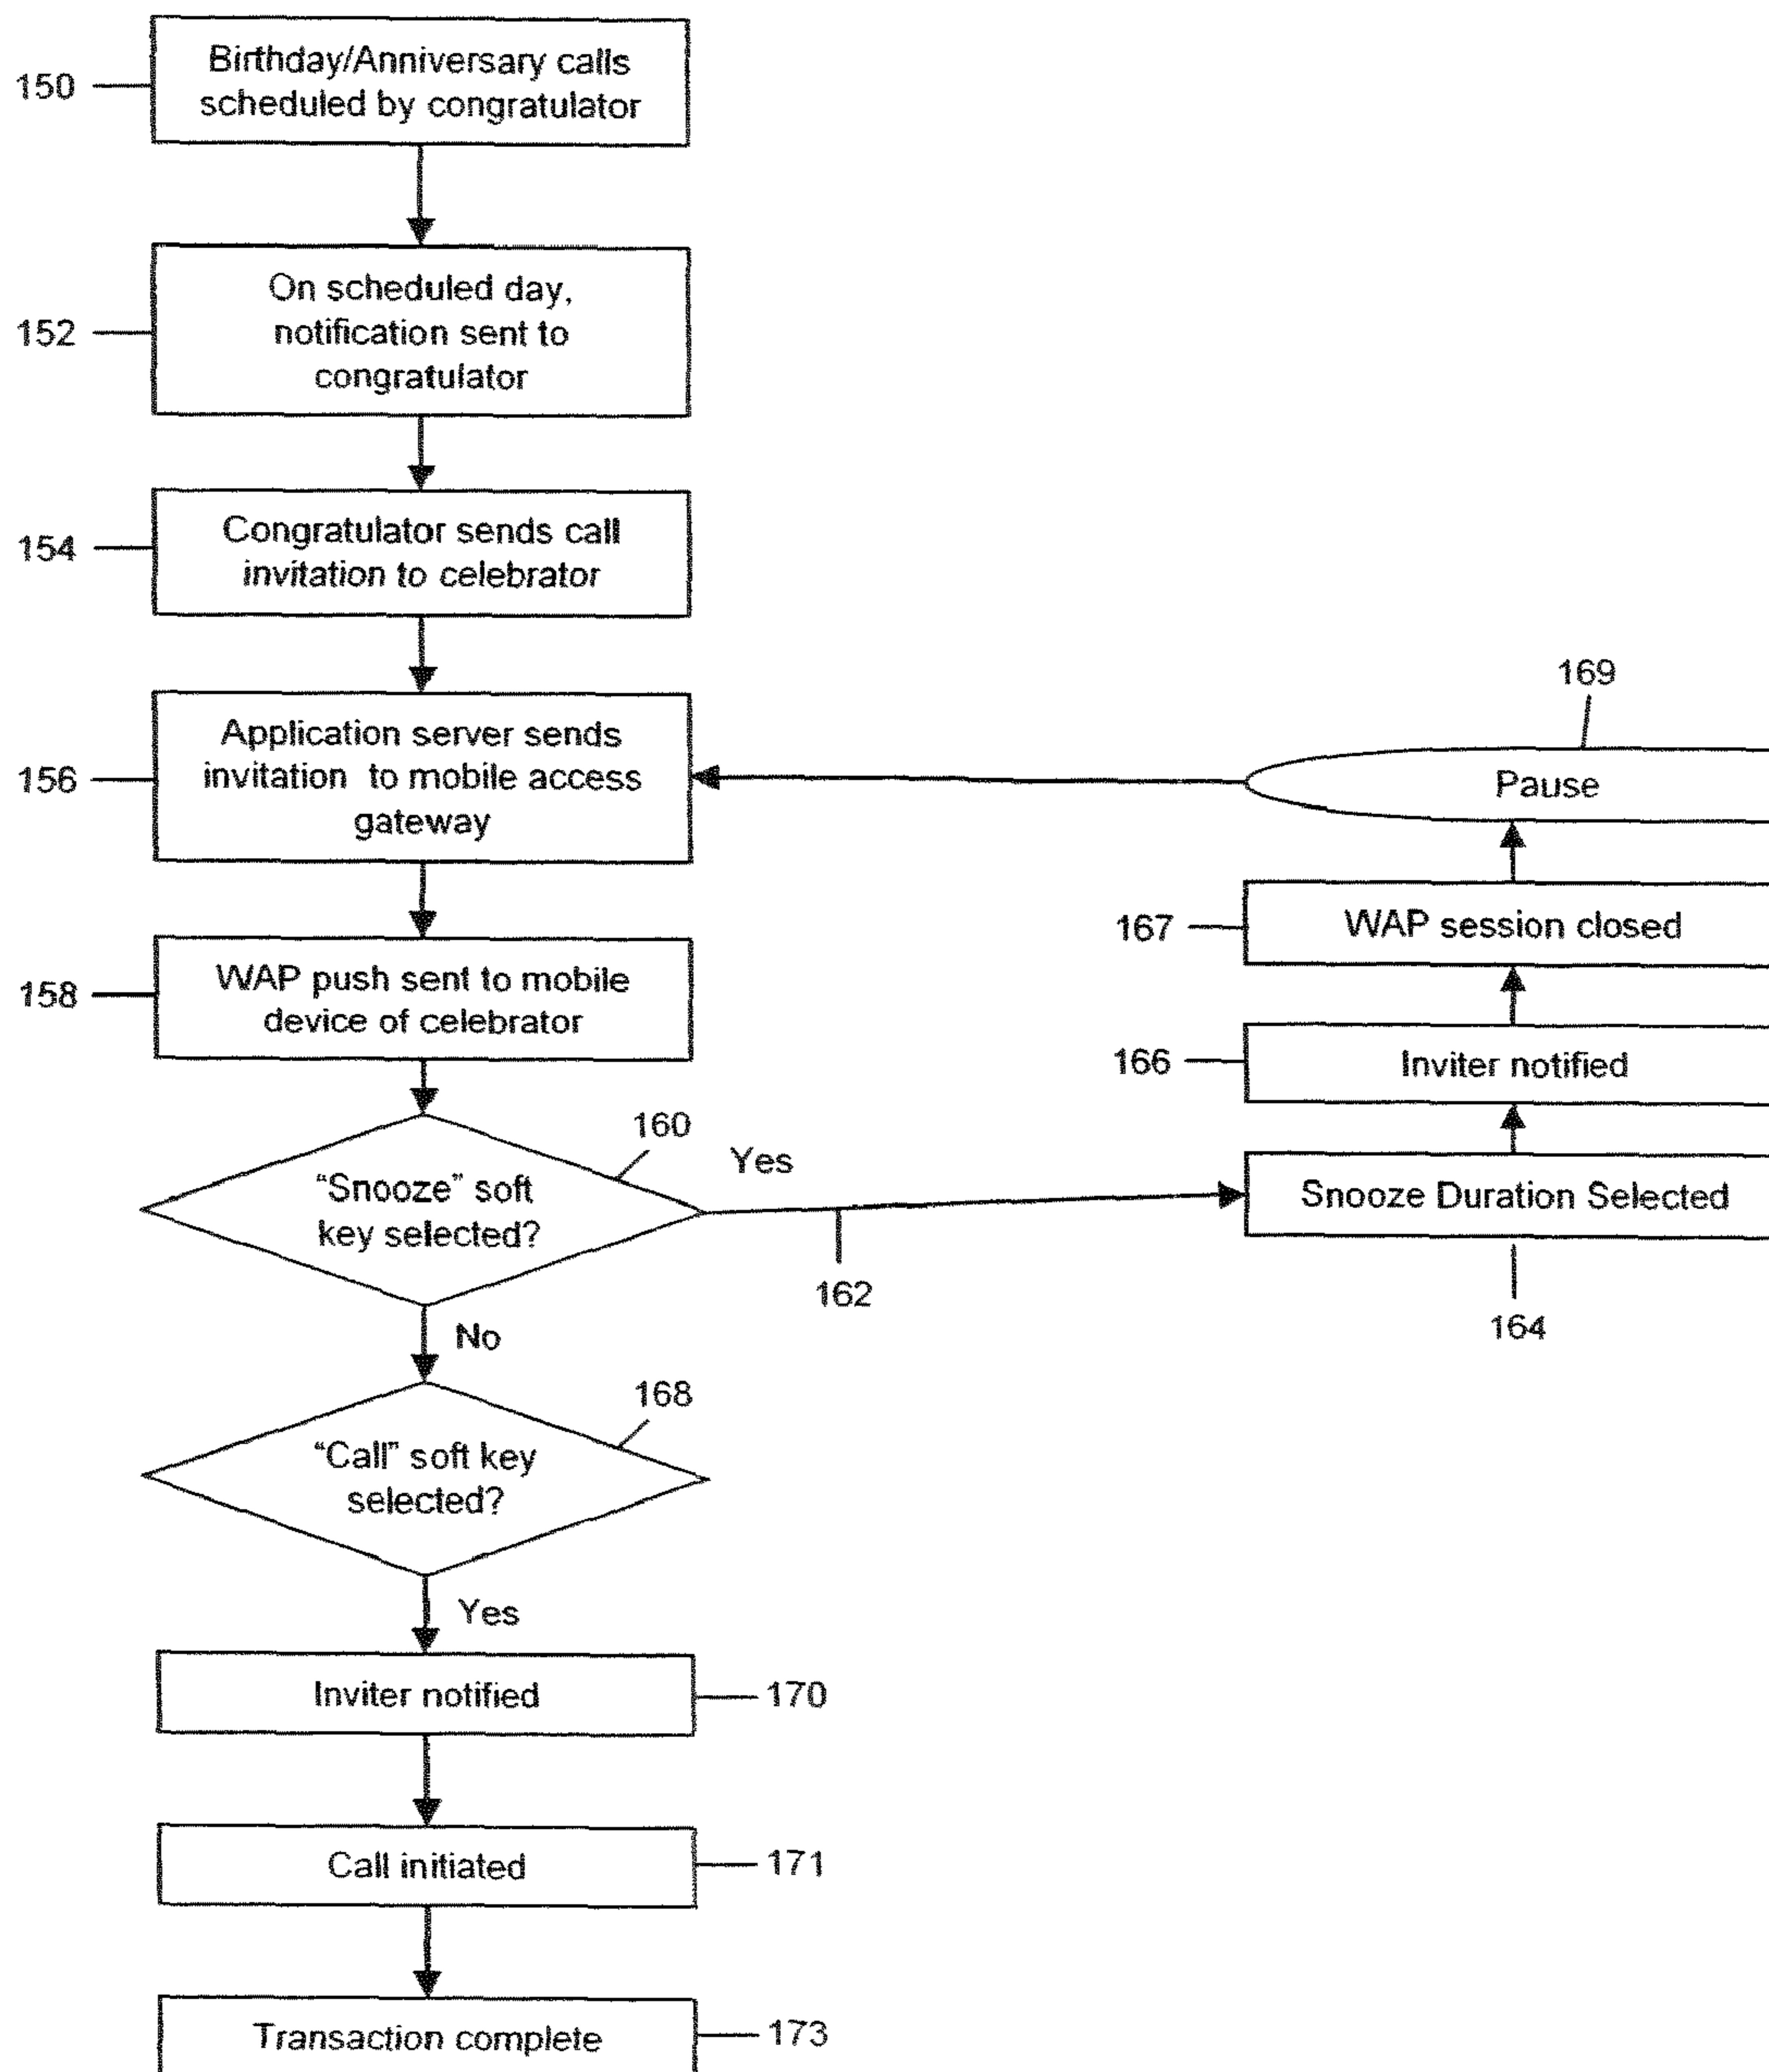 150
Birthday/Anniversary calls
scheduled by congratulator
152
On scheduled day,
notification sent to
congratulator
154
Congratulator sends call
invitation to celebrator
156
Application server sends
invitation to mobile access
gateway
169
Pause
167
WAP session closed
158
WAP push sent to mobile
device of celebrator
166
Inviter notified
160
“Snooze” soft
key selected?
Yes
162
Snooze Duration Selected
164
No
168
“Call” soft key
selected?
Yes
Inviter notified
170
Call initiated
171
Transaction complete
173